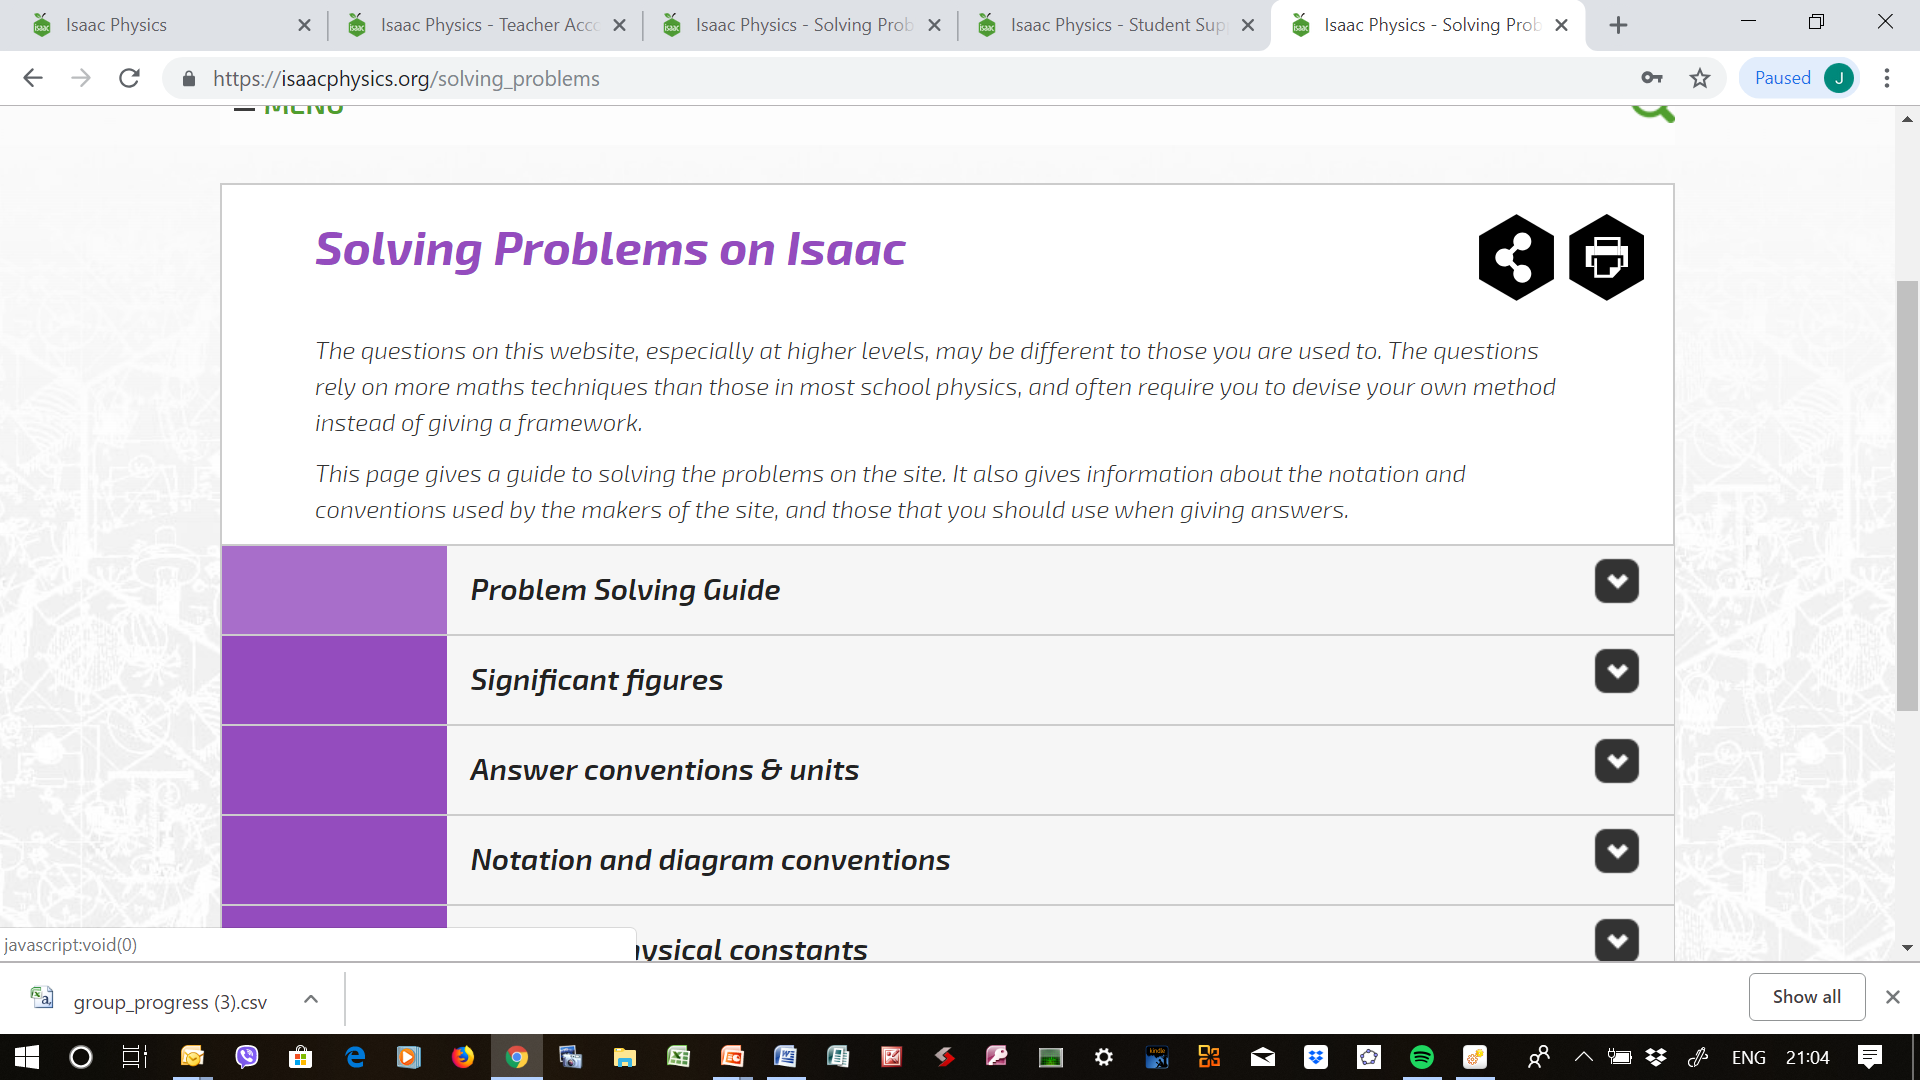 Isaac Physics
Isaac Physics - Teacher Acco
Isaac Physics - Solving Prob
Isaac Physics - Student Sup
Isaac Physics - Solving Prob
https://isaacphysics.org/solving_problems
Paused J
MENU
Solving Problems on Isaac
The questions on this website, especially at higher levels, may be different to those you are used to. The questions
rely on more maths techniques than those in most school physics, and often require you to devise your own method
instead of giving a framework.
This page gives a guide to solving the problems on the site. It also gives information about the notation and
conventions used by the makers of the site, and those that you should use when giving answers.
Problem Solving Guide
Significant figures
Answer conventions & units
Notation and diagram conventions
javascript:void(0)
ysical constants
group_progress (3).csv
Show all
ENG 21:04